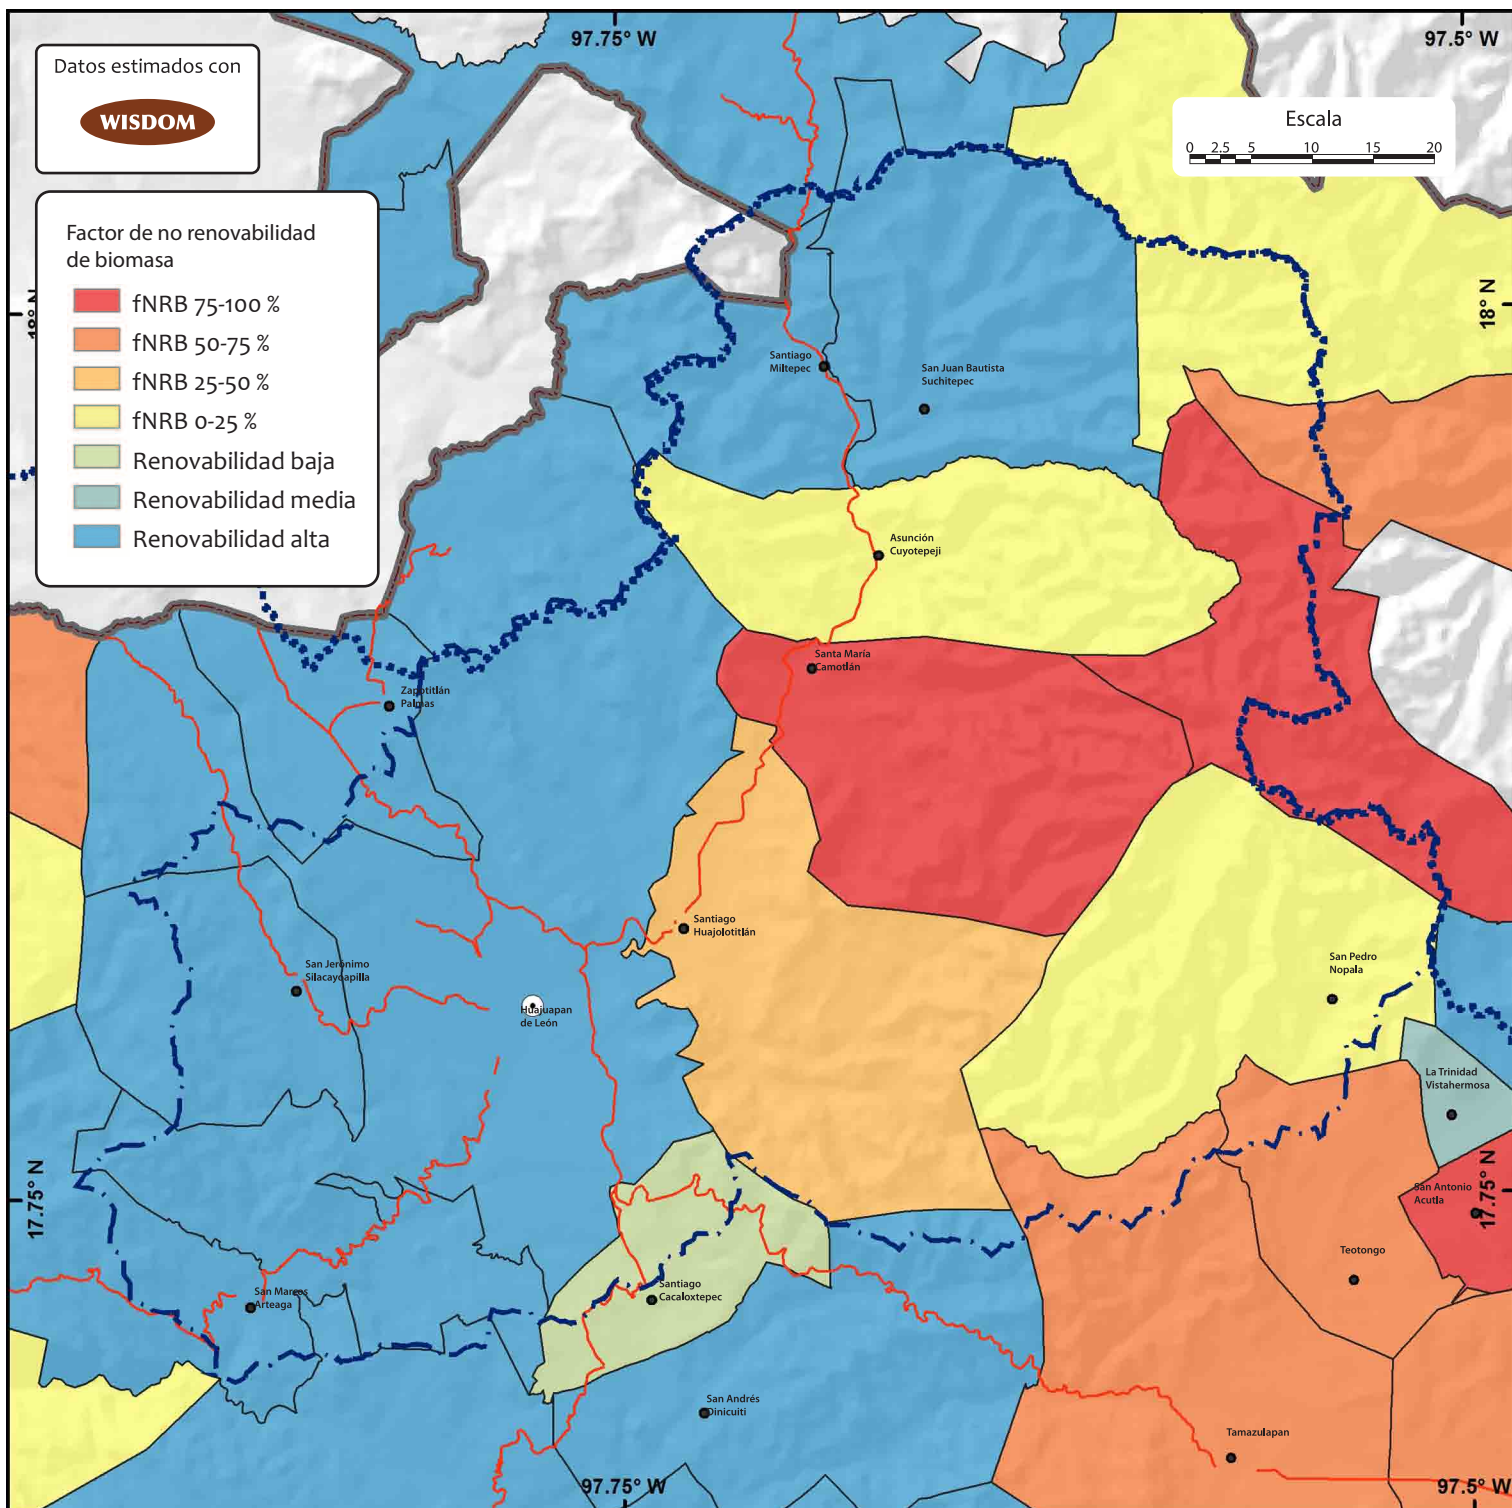 97.75° W
97.5° W
Datos estimados con
WISDOM
Escala
0 2.5 5 10 15 20
Factor de no renovabilidad
de biomasa
fNRB 75-100 %
fNRB 50-75 %
fNRB 25-50 %
fNRB 0-25 %
Renovabilidad baja
Renovabilidad media
Renovabilidad alta
18° N
18° N
Santiago
Miltepec
San Juan Bautista
Suchitepec
Asunción
Cuyotepeji
Santa María
Camotlán
Zapotitlán
Palmas
Santiago
Huajolotitlán
San Jerónimo
Silacayoapilla
Huajuapan
de León
San Pedro
Nopala
La Trinidad
Vistahermosa
17.75° N
17.75° N
San Antonio
Acutla
Teotongo
San Marcos
Arteaga
Santiago
Cacaloxtepec
San Andrés
Dinicuiti
Tamazulapan
97.75° W
97.5° W